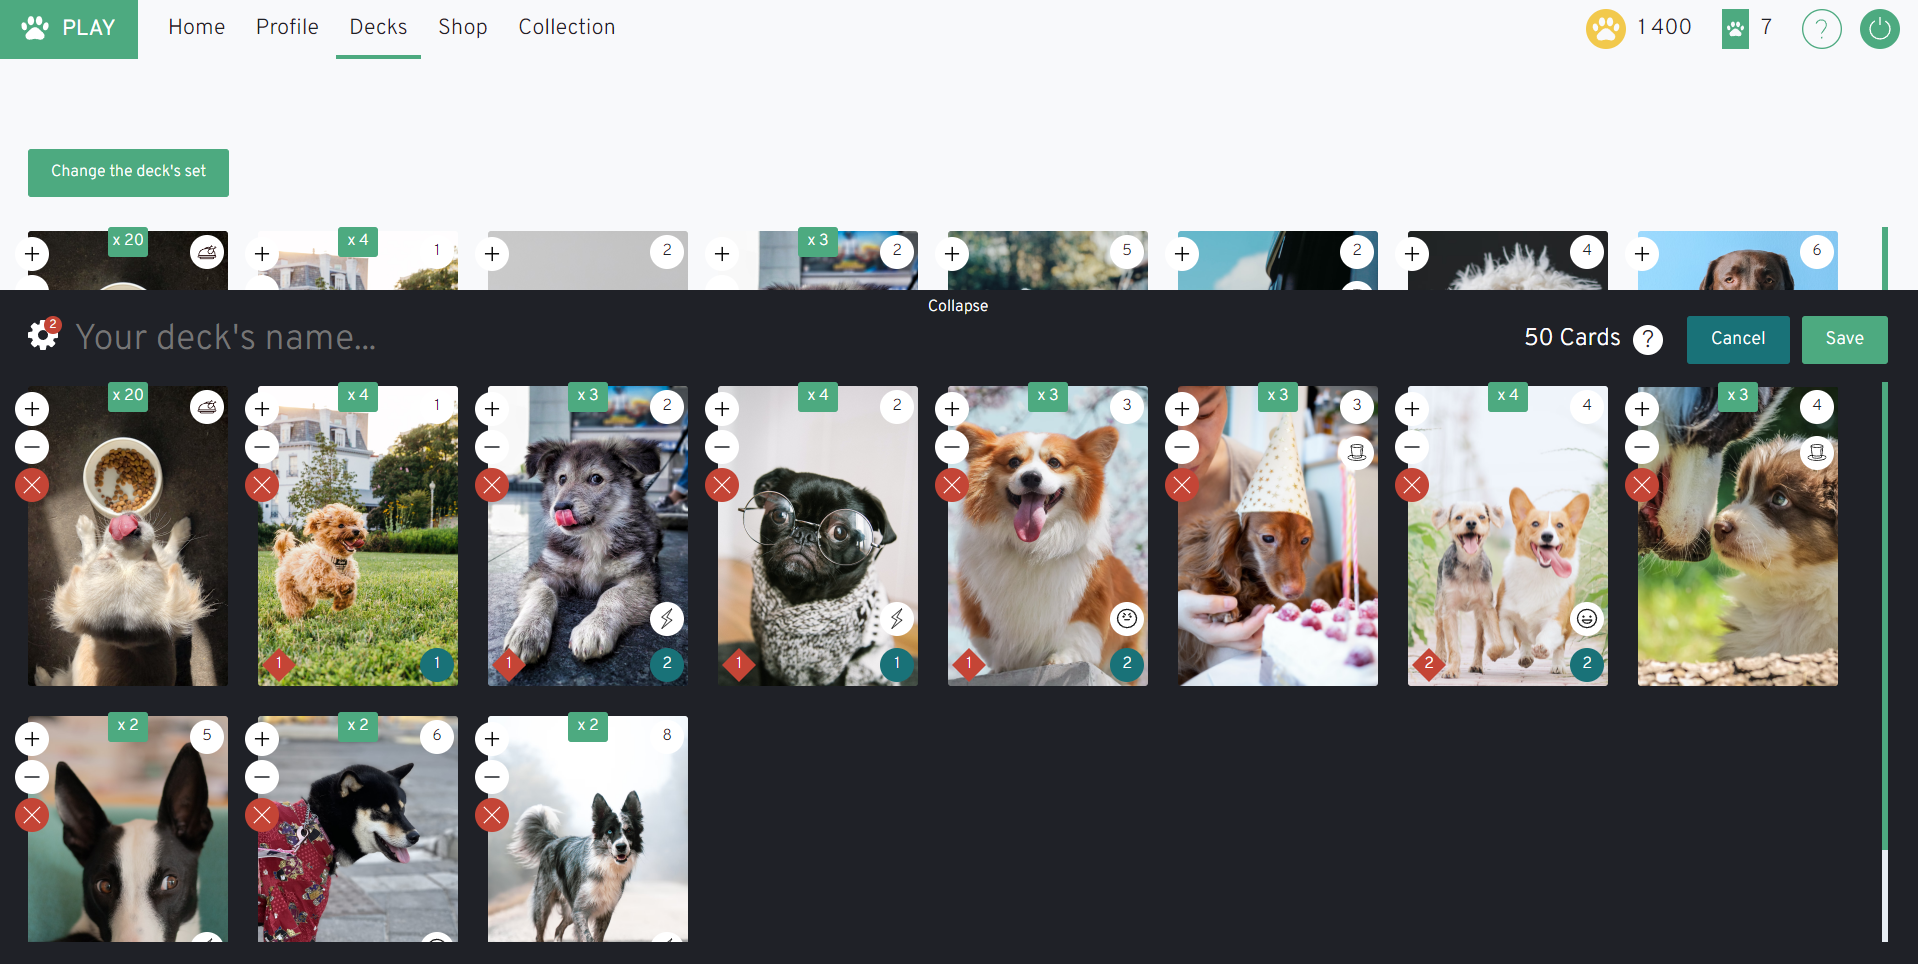 PLAY Home Profile Decks Shop Collection 1 400 7 ?
Change the deck's set
x 20 x 4 1 2 x 3 2 5 2 4 6
Collapse
2 Your deck's name... 50 Cards ? Cancel Save
x 20 x 4 1 x 3 2 x 4 2 x 3 3 x 3 3 x 4 4 x 3 4
1 1 1 2 1 1 1 2 2 2
x 2 5 x 2 6 x 2 8